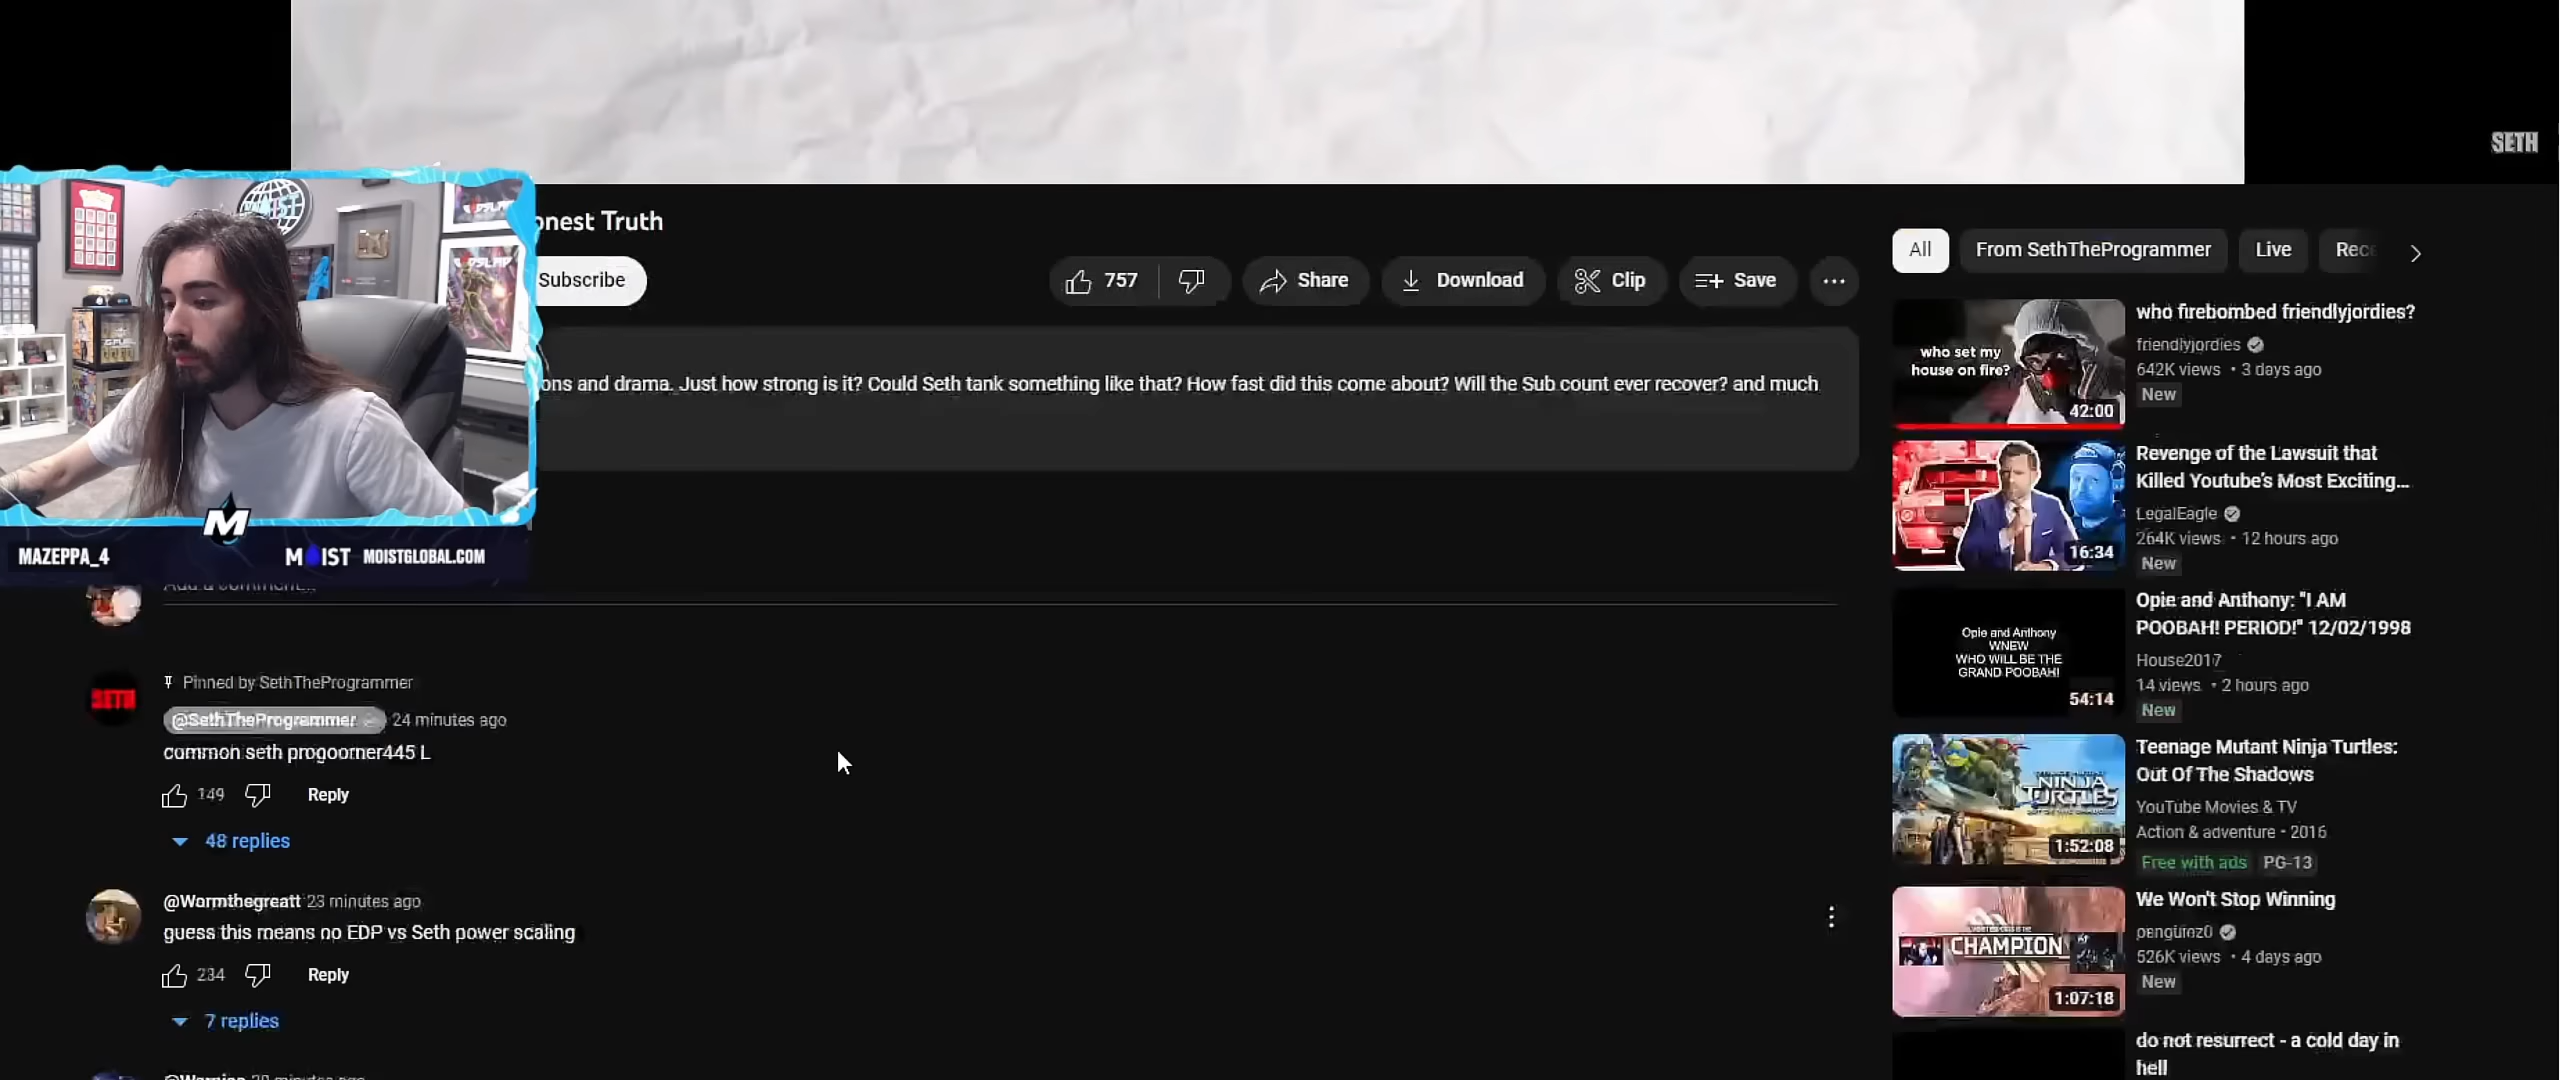 SETH
onest Truth
Subscribe
757
Share
Download
Clip
Save
ons and drama. Just how strong is it? Could Seth tank something like that? How fast did this come about? Will the Sub count ever recover? and much
MAZEPPA_4
M IST
MOISTGLOBAL.COM
Add a comment...
SETH
Pinned by SethTheProgrammer
@SethTheProgrammer 24 minutes ago
common seth progoomer445 L
149
Reply
48 replies
@Wormthegreatt 23 minutes ago
guess this means no EDP vs Seth power scaling
234
Reply
7 replies
All
From SethTheProgrammer
Live
Rece
who set my
house on fire?
42:00
who firebombed friendlyjordies?
friendlyjordies
642K views • 3 days ago
New
16:34
Revenge of the Lawsuit that
Killed Youtube's Most Exciting...
LegalEagle
264K views • 12 hours ago
New
Opie and Anthony
WNEW
WHO WILL BE THE
GRAND POOBAH!
54:14
Opie and Anthony: "I AM
POOBAH! PERIOD!" 12/02/1998
House2017
14 views • 2 hours ago
New
NINJA
TURTLES
1:52:08
Teenage Mutant Ninja Turtles:
Out Of The Shadows
YouTube Movies & TV
Action & adventure • 2016
Free with ads PG-13
CHAMPION
1:07:18
We Won't Stop Winning
penguinz0
526K views • 4 days ago
New
do not resurrect - a cold day in
hell